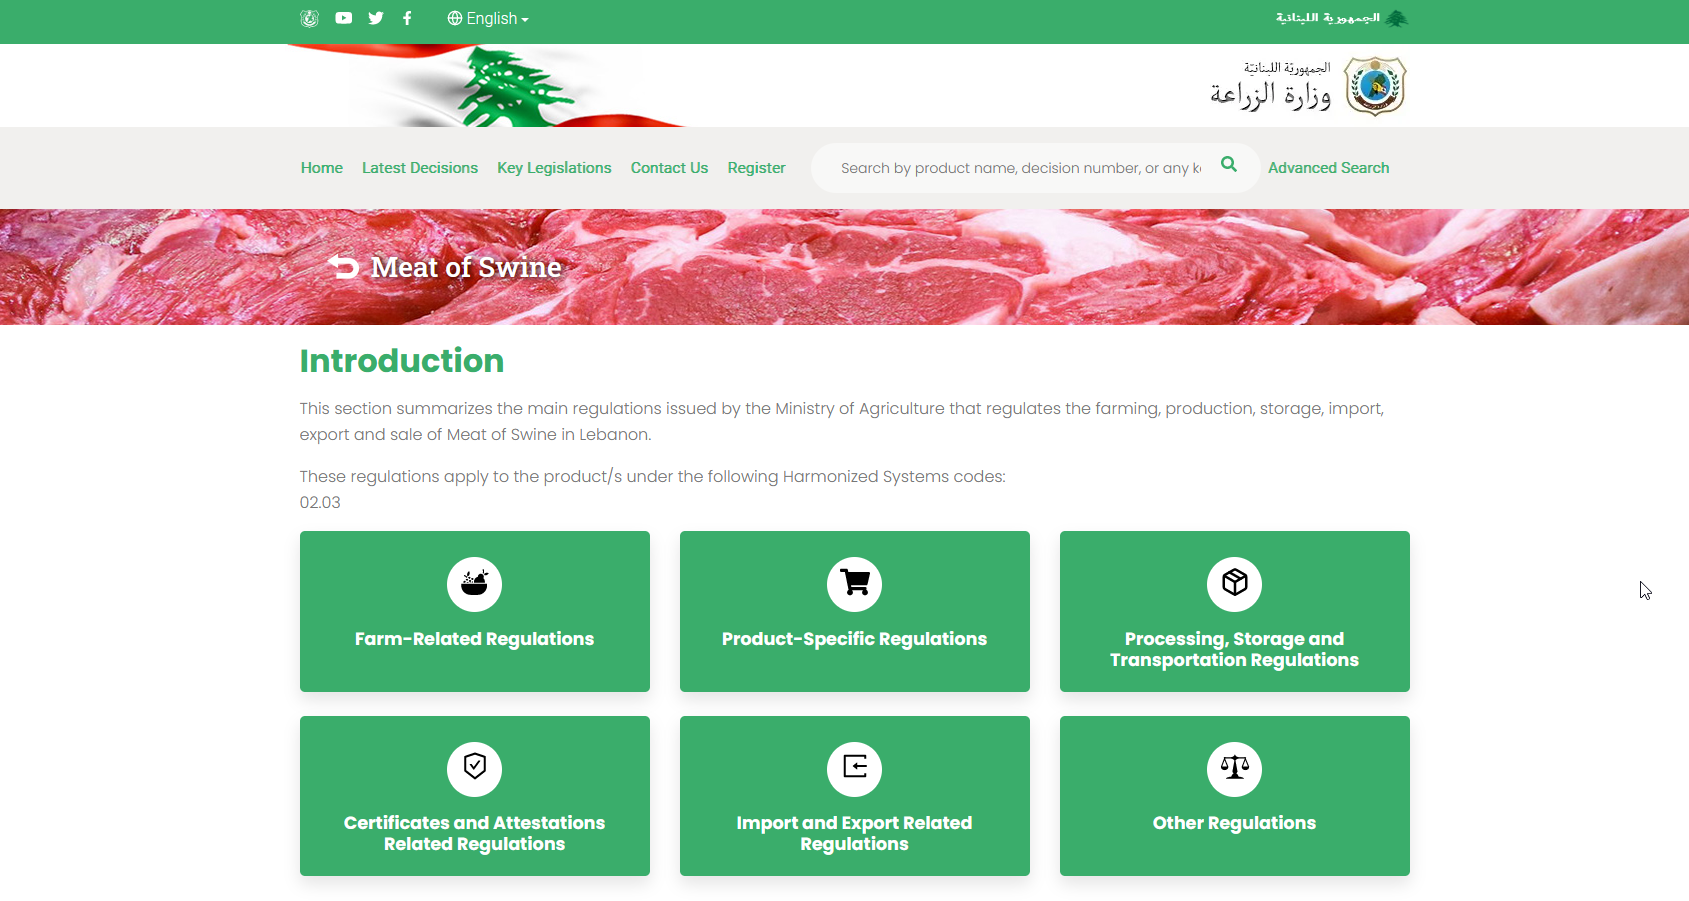 English
الجمهورية اللبنانية
الجمهوريّة اللبنانيّة
وزارة الزراعة
Home Latest Decisions Key Legislations Contact Us Register Search by product name, decision number, or any k Advanced Search
Meat of Swine
Introduction
This section summarizes the main regulations issued by the Ministry of Agriculture that regulates the farming, production, storage, import,
export and sale of Meat of Swine in Lebanon.
These regulations apply to the product/s under the following Harmonized Systems codes:
02.03
Farm-Related Regulations
Product-Specific Regulations
Processing, Storage and
Transportation Regulations
Certificates and Attestations
Related Regulations
Import and Export Related
Regulations
Other Regulations